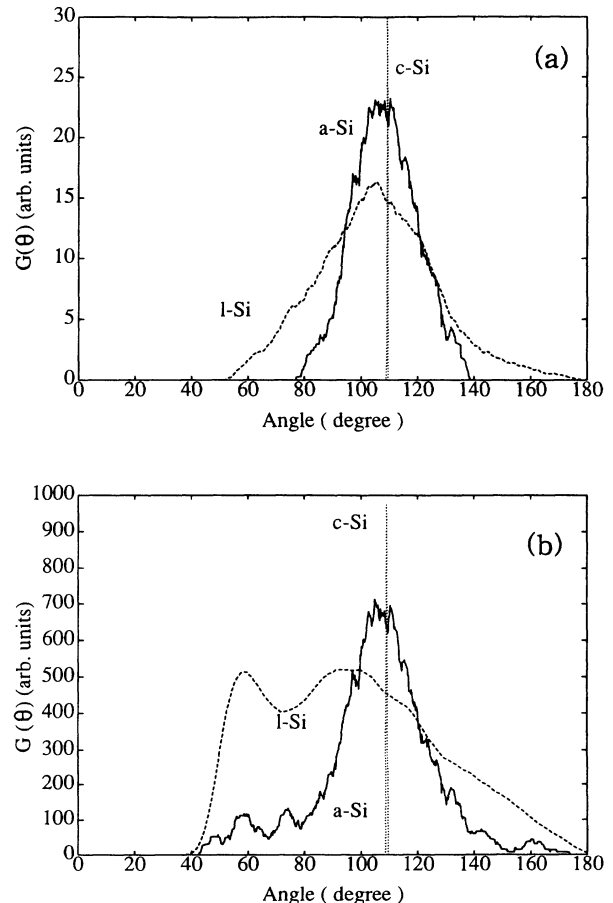 30
(a)
c-Si
25
a-Si
20
15
l-Si
10
5
0
G(θ) (arb. units)
0 20 40 60 80 100 120 140 160 180
Angle ( degree )
1000
c-Si
(b)
900
800
700
600
500
400
l-Si
300
200
a-Si
100
0
G (θ) (arb. units)
0 20 40 60 80 100 120 140 160 180
Angle ( degree )